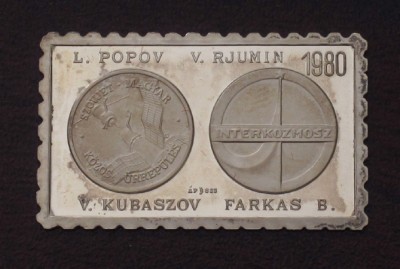 L. POPOV V. RJUMIN 1980
SZOVJET-MAGYAR
KÖZÖS ŰRREPÜLÉS
INTERKOZMOSZ
V. KUBASZOV FARKAS B.